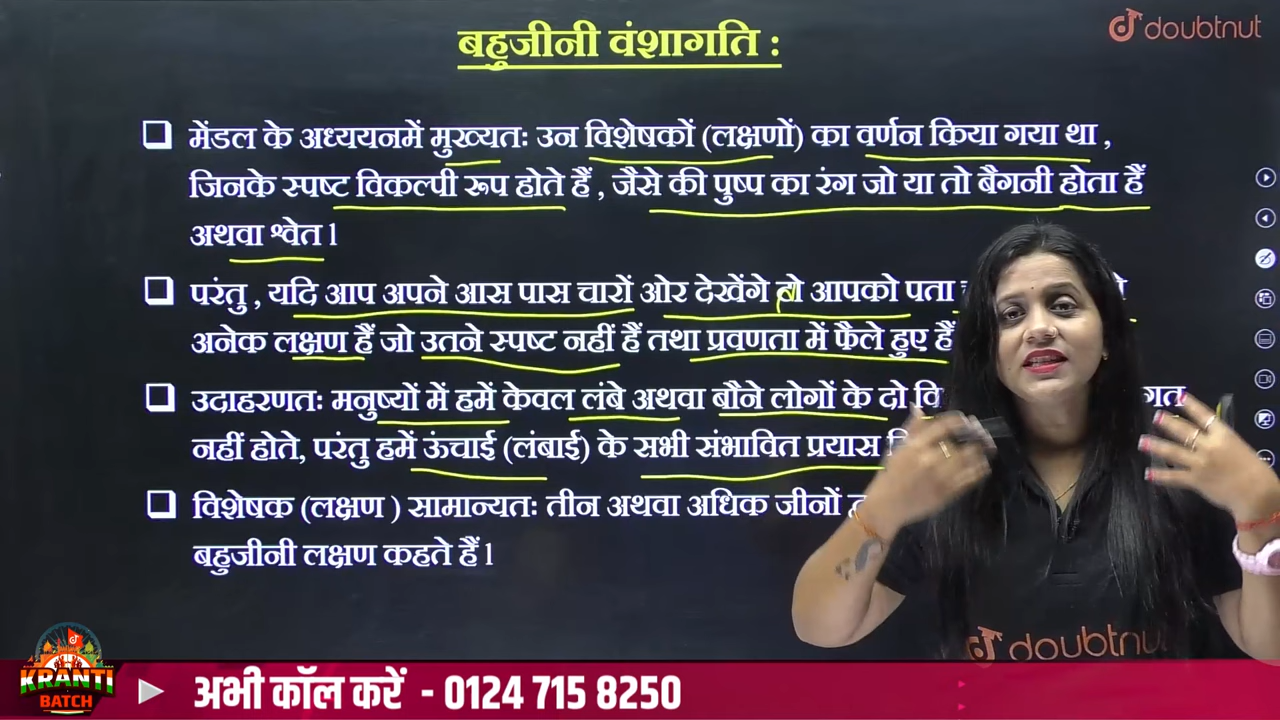 बहुजीनी वंशागति :
doubtnut
❑ मेंडल के अध्ययनमें मुख्यतः उन विशेषकों (लक्षणों) का वर्णन किया गया था ,
जिनके स्पष्ट विकल्पी रूप होते हैं , जैसे की पुष्प का रंग जो या तो बैगनी होता हैं
अथवा श्वेत l
❑ परंतु , यदि आप अपने आस पास चारों ओर देखेंगे तो आपको पता
अनेक लक्षण हैं जो उतने स्पष्ट नहीं हैं तथा प्रवणता में फैले हुए हैं
❑ उदाहरणतः मनुष्यों में हमें केवल लंबे अथवा बौने लोगों के दो
नहीं होते, परंतु हमें ऊंचाई (लंबाई) के सभी संभावित प्रयास
❑ विशेषक (लक्षण ) सामान्यतः तीन अथवा अधिक जीनों
बहुजीनी लक्षण कहते हैं l
doubtnut
KRANTI
BATCH
अभी कॉल करें - 0124 715 8250